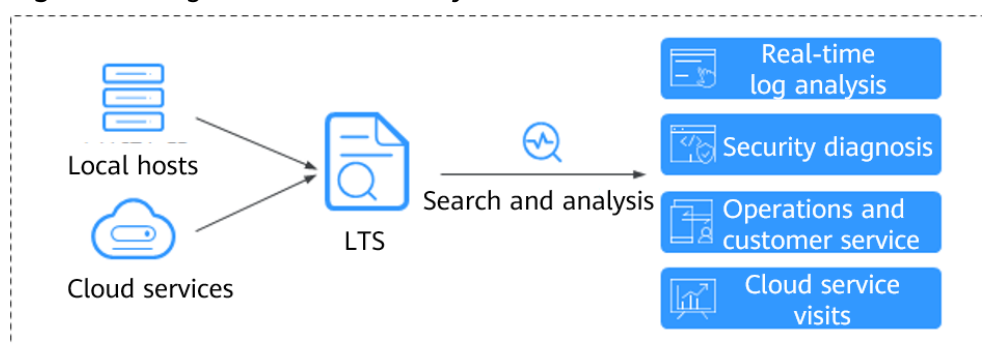 Real-time
log analysis
Local hosts
Security diagnosis
Search and analysis
LTS
Operations and
customer service
Cloud services
Cloud service
visits